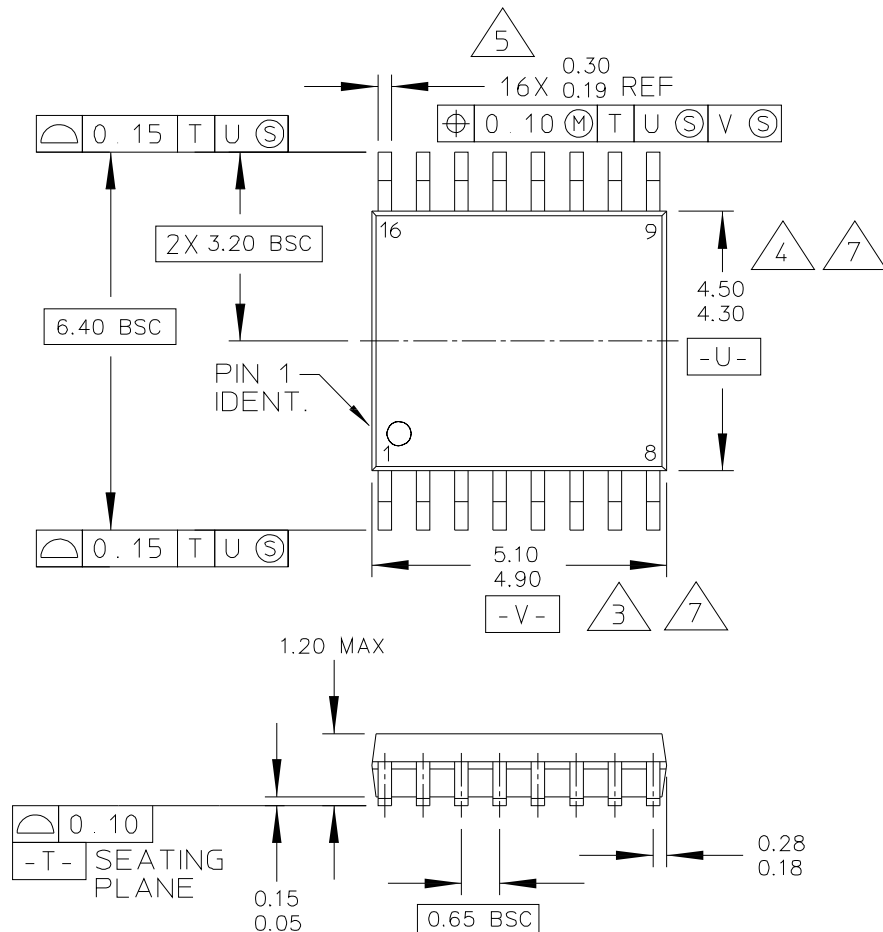 5
16X 0.30
0.19 REF
⌖ 0.10 Ⓜ T U Ⓢ V Ⓢ
⌓ 0.15 T U Ⓢ
16
9
2X 3.20 BSC
4
7
4.50
4.30
6.40 BSC
-U-
PIN 1
IDENT.
1
8
⌓ 0.15 T U Ⓢ
5.10
4.90
-V-
3
7
1.20 MAX
⌓ 0.10
-T- SEATING
PLANE
0.15
0.05
0.65 BSC
0.28
0.18